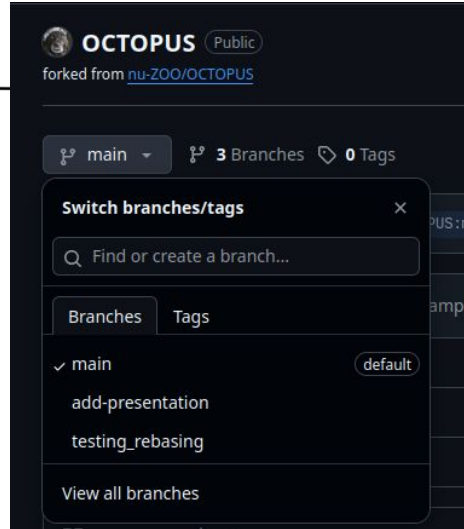 OCTOPUS Public
forked from nu-ZOO/OCTOPUS
main 3 Branches 0 Tags
Switch branches/tags
Find or create a branch...
Branches Tags
main default
add-presentation
testing_rebasing
View all branches